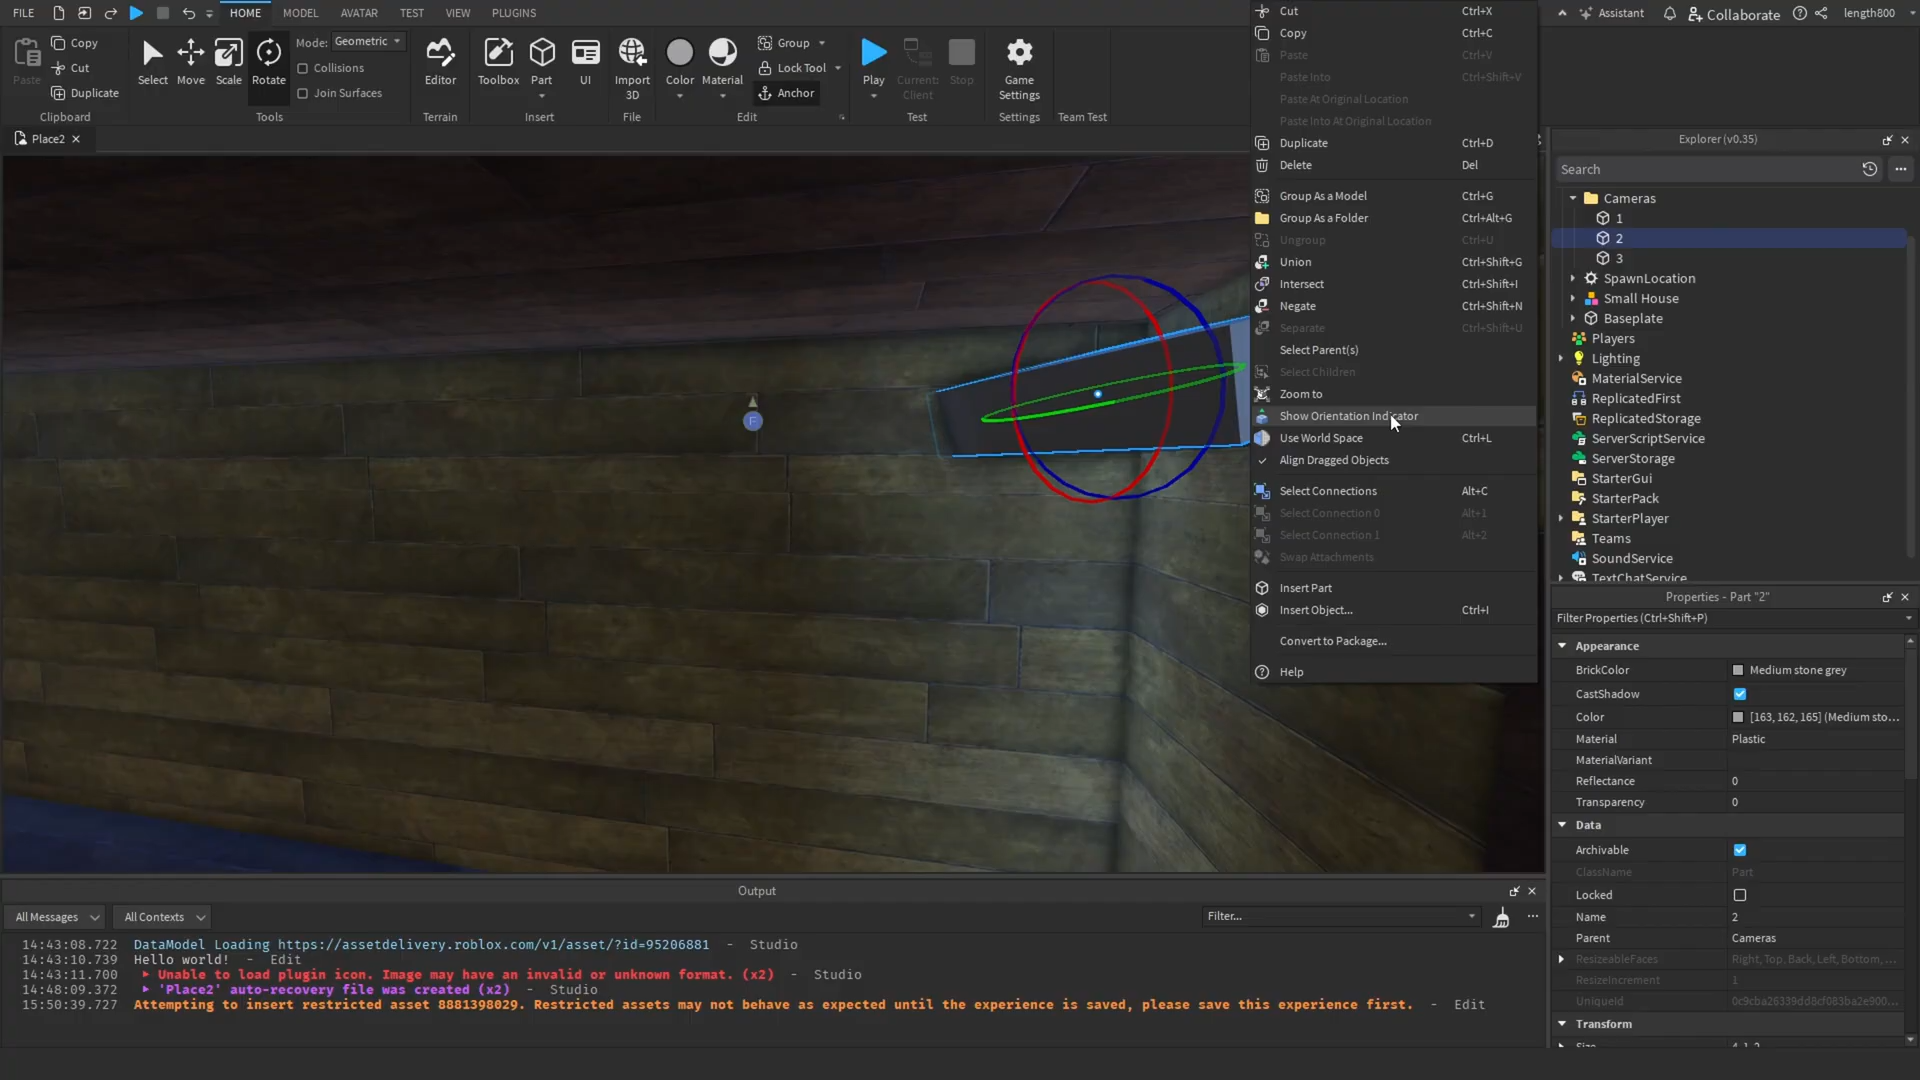 FILE HOME MODEL AVATAR TEST VIEW PLUGINS Assistant Collaborate length800
Paste Copy Cut Duplicate Clipboard
Select Move Scale Rotate Mode: Geometric Collisions Join Surfaces Tools
Editor Terrain
Toolbox Part UI Insert
Import 3D File
Color Material Group Lock Tool Anchor Edit
Play Current: Client Stop Test
Game Settings Settings
Team Test
Place2
F
Cut Ctrl+X
Copy Ctrl+C
Paste Ctrl+V
Paste Into Ctrl+Shift+V
Paste At Original Location
Paste Into At Original Location
Duplicate Ctrl+D
Delete Del
Group As a Model Ctrl+G
Group As a Folder Ctrl+Alt+G
Ungroup Ctrl+U
Union Ctrl+Shift+G
Intersect Ctrl+Shift+I
Negate Ctrl+Shift+N
Separate Ctrl+Shift+U
Select Parent(s)
Select Children
Zoom to
Show Orientation Indicator
Use World Space Ctrl+L
Align Dragged Objects
Select Connections Alt+C
Select Connection 0 Alt+1
Select Connection 1 Alt+2
Swap Attachments
Insert Part
Insert Object... Ctrl+I
Convert to Package...
Help
Explorer (v0.35)
Search
Cameras
1
2
3
SpawnLocation
Small House
Baseplate
Players
Lighting
MaterialService
ReplicatedFirst
ReplicatedStorage
ServerScriptService
ServerStorage
StarterGui
StarterPack
StarterPlayer
Teams
SoundService
TextChatService
Properties - Part "2"
Filter Properties (Ctrl+Shift+P)
Appearance
BrickColor Medium stone grey
CastShadow
Color [163, 162, 165] (Medium sto...
Material Plastic
MaterialVariant
Reflectance 0
Transparency 0
Data
Archivable
ClassName Part
Locked
Name 2
Parent Cameras
ResizeableFaces Right, Top, Back, Left, Bottom, ...
ResizeIncrement 1
UniqueId 0c9cba26339dd8cf083ba2e900...
Transform
Size 4, 1, 2
Output
All Messages All Contexts Filter...
14:43:08.722 DataModel Loading https://assetdelivery.roblox.com/v1/asset/?id=95206881 - Studio
14:43:10.739 Hello world! - Edit
14:43:11.700 Unable to load plugin icon. Image may have an invalid or unknown format. (x2) - Studio
14:48:09.372 'Place2' auto-recovery file was created (x2) - Studio
15:50:39.727 Attempting to insert restricted asset 8881398029. Restricted assets may not behave as expected until the experience is saved, please save this experience first. - Edit